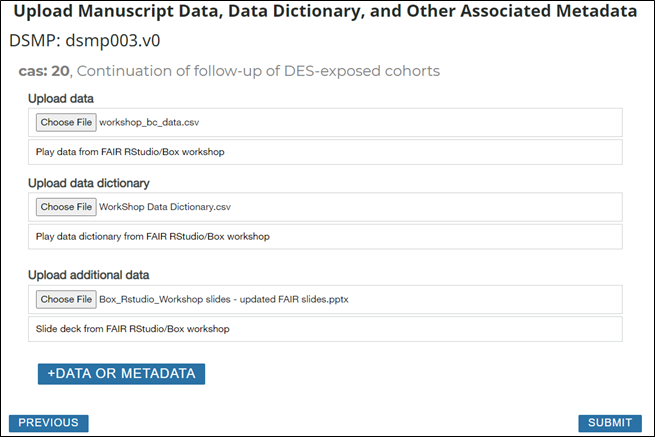 Upload Manuscript Data, Data Dictionary, and Other Associated Metadata
DSMP: dsmp003.v0
cas: 20, Continuation of follow-up of DES-exposed cohorts
Upload data
Choose File workshop_bc_data.csv
Play data from FAIR RStudio/Box workshop
Upload data dictionary
Choose File WorkShop Data Dictionary.csv
Play data dictionary from FAIR RStudio/Box workshop
Upload additional data
Choose File Box_Rstudio_Workshop slides - updated FAIR slides.pptx
Slide deck from FAIR RStudio/Box workshop
+DATA OR METADATA
PREVIOUS SUBMIT